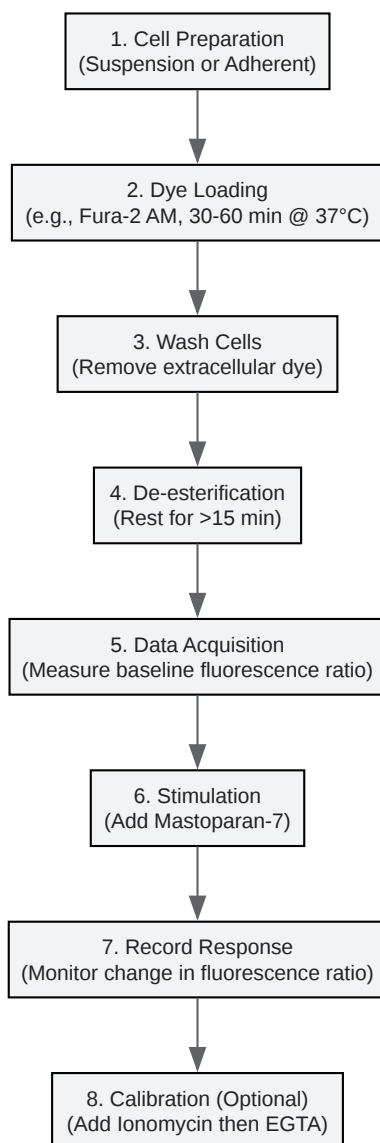 1. Cell Preparation
(Suspension or Adherent)
2. Dye Loading
(e.g., Fura-2 AM, 30-60 min @ 37°C)
3. Wash Cells
(Remove extracellular dye)
4. De-esterification
(Rest for >15 min)
5. Data Acquisition
(Measure baseline fluorescence ratio)
6. Stimulation
(Add Mastoparan-7)
7. Record Response
(Monitor change in fluorescence ratio)
8. Calibration (Optional)
(Add Ionomycin then EGTA)